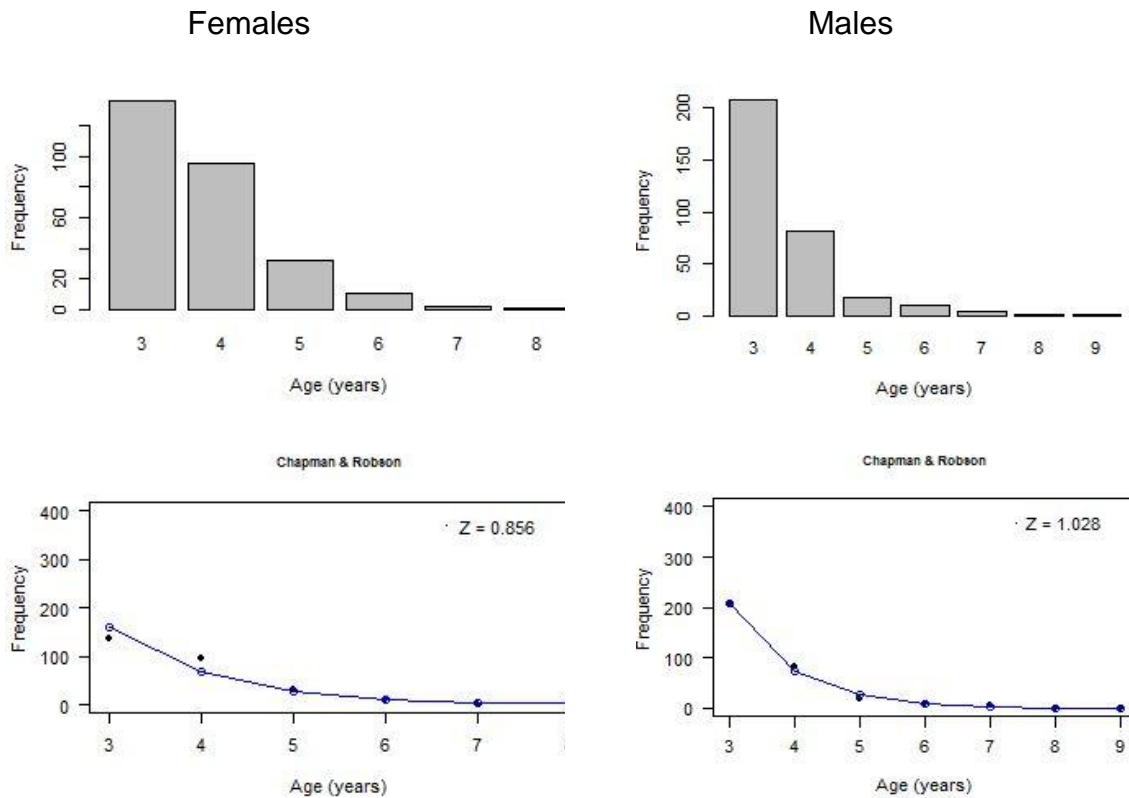 Females
Males
Frequency
100
60
20
0
3 4 5 6 7 8
Age (years)
Frequency
200
150
100
50
0
3 4 5 6 7 8 9
Age (years)
Chapman & Robson
Z = 0.856
Frequency
400
300
200
100
0
3 4 5 6 7
Age (years)
Chapman & Robson
Z = 1.028
Frequency
400
300
200
100
0
3 4 5 6 7 8 9
Age (years)